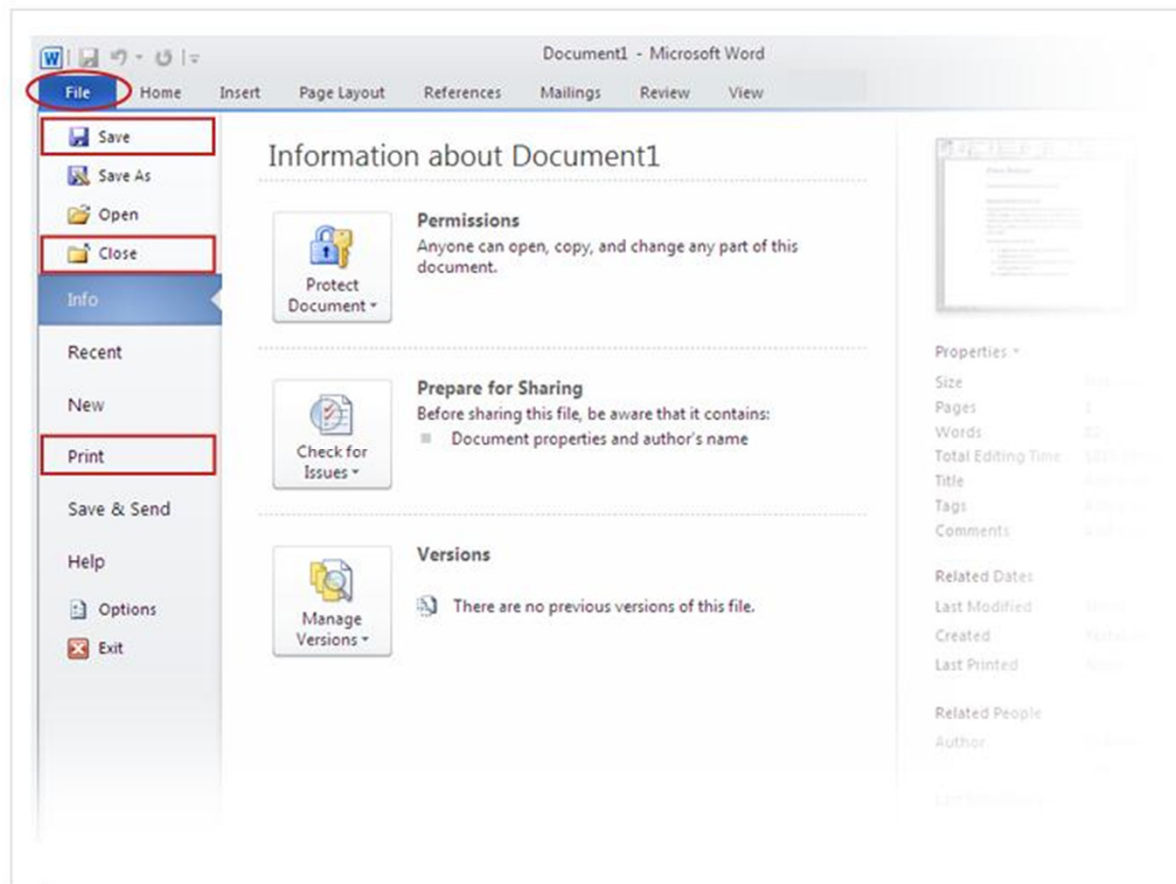 Document1 - Microsoft Word
File Home Insert Page Layout References Mailings Review View
Save
Save As
Open
Close
Info
Recent
New
Print
Save & Send
Help
Options
Exit
Information about Document1
Protect
Document
Permissions
Anyone can open, copy, and change any part of this
document.
Check for
Issues
Prepare for Sharing
Before sharing this file, be aware that it contains:
Document properties and author's name
Manage
Versions
Versions
There are no previous versions of this file.
Properties
Size
Pages
Words
Total Editing Time
Title
Tags
Comments
Related Dates
Last Modified
Created
Last Printed
Related People
Author